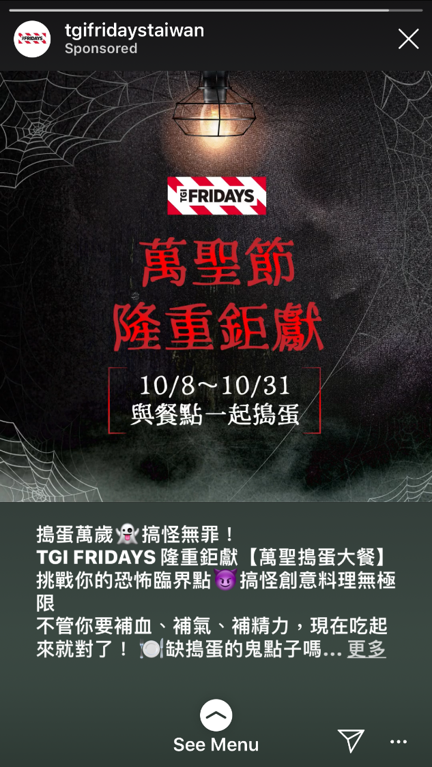 tgifridaystaiwan
Sponsored
TGI FRIDAYS
萬聖節
隆重鉅獻
10/8～10/31
與餐點一起搗蛋
搗蛋萬歲👻搞怪無罪！
TGI FRIDAYS 隆重鉅獻【萬聖搗蛋大餐】
挑戰你的恐怖臨界點😈搞怪創意料理無極
限
不管你要補血、補氣、補精力，現在吃起
來就對了！ 🍽️缺搗蛋的鬼點子嗎... 更多
See Menu